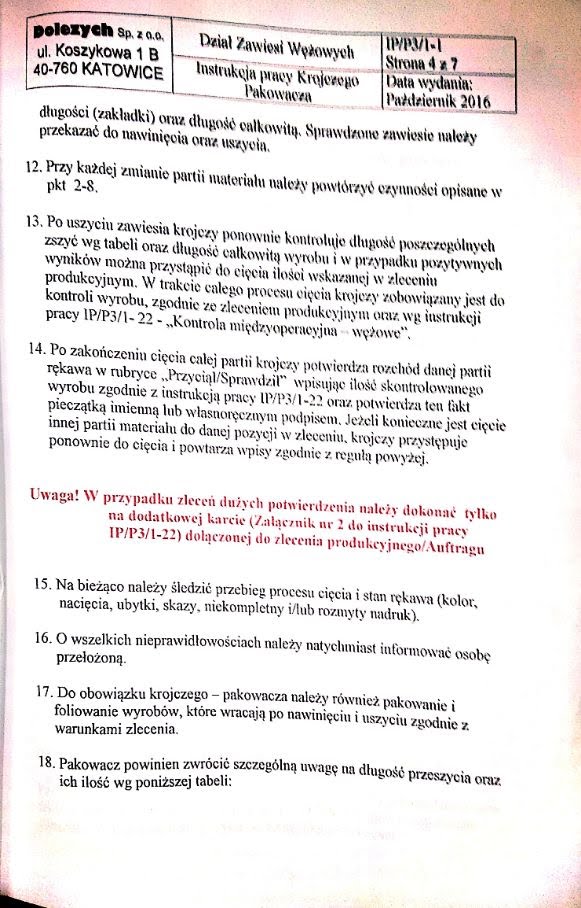 Dolezych Sp. z o.o.
ul. Koszykowa 1 B
40-760 KATOWICE
Dział Zawiesi Wężowych
Instrukcja pracy Krojczego
Pakowacza
IP/P3/1-1
Strona 4 z 7
Data wydania:
Październik 2016
długości (zakładki) oraz długość całkowitą. Sprawdzone zawiesie należy
przekazać do nawinięcia oraz uszycia.
12. Przy każdej zmianie partii materiału należy powtórzyć czynności opisane w
pkt 2-8.
13. Po uszyciu zawiesia krojczy ponownie kontroluje długość poszczególnych
zszyć wg tabeli oraz długość całkowitą wyrobu i w przypadku pozytywnych
wyników można przystąpić do cięcia ilości wskazanej w zleceniu
produkcyjnym. W trakcie całego procesu cięcia krojczy zobowiązany jest do
kontroli wyrobu, zgodnie ze zleceniem produkcyjnym oraz wg instrukcji
pracy IP/P3/1- 22 - „Kontrola międzyoperacyjna – wężowe”.
14. Po zakończeniu cięcia całej partii krojczy potwierdza rozchód danej partii
rękawa w rubryce „Przyciął/Sprawdził” wpisując ilość skontrolowanego
wyrobu zgodnie z instrukcją pracy IP/P3/1-22 oraz potwierdza ten fakt
pieczątką imienną lub własnoręcznym podpisem. Jeżeli konieczne jest cięcie
innej partii materiału do danej pozycji w zleceniu, krojczy przystępuje
ponownie do cięcia i powtarza wpisy zgodnie z regułą powyżej.
Uwaga! W przypadku zleceń dużych potwierdzenia należy dokonać tylko
na dodatkowej karcie (Załącznik nr 2 do instrukcji pracy
IP/P3/1-22) dołączonej do zlecenia produkcyjnego/Auftragu
15. Na bieżąco należy śledzić przebieg procesu cięcia i stan rękawa (kolor,
nacięcia, ubytki, skazy, niekompletny i/lub rozmyty nadruk).
16. O wszelkich nieprawidłowościach należy natychmiast informować osobę
przełożoną.
17. Do obowiązku krojczego – pakowacza należy również pakowanie i
foliowanie wyrobów, które wracają po nawinięciu i uszyciu zgodnie z
warunkami zlecenia.
18. Pakowacz powinien zwrócić szczególną uwagę na długość przeszycia oraz
ich ilość wg poniższej tabeli: